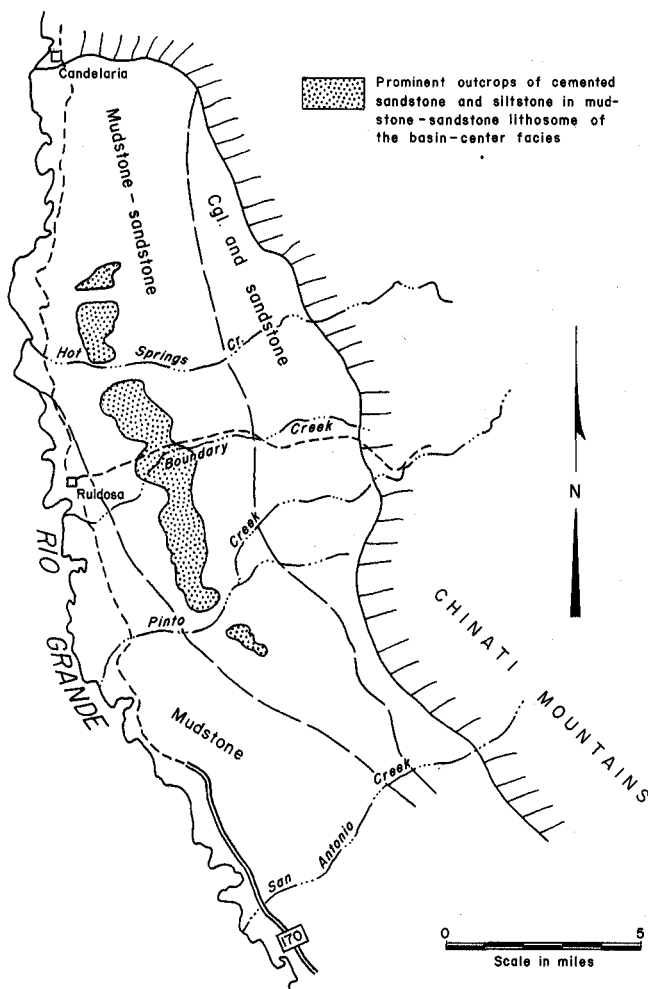 Candelaria
Prominent outcrops of cemented
sandstone and siltstone in mud-
stone-sandstone lithosome of
the basin-center facies
Mudstone-sandstone
Cgl. and sandstone
Hot Springs Cr.
Boundary Creek
Ruidosa
N
RIO GRANDE
Pinto Creek
CHINATI MOUNTAINS
Mudstone
San Antonio Creek
170
0 5
Scale in miles